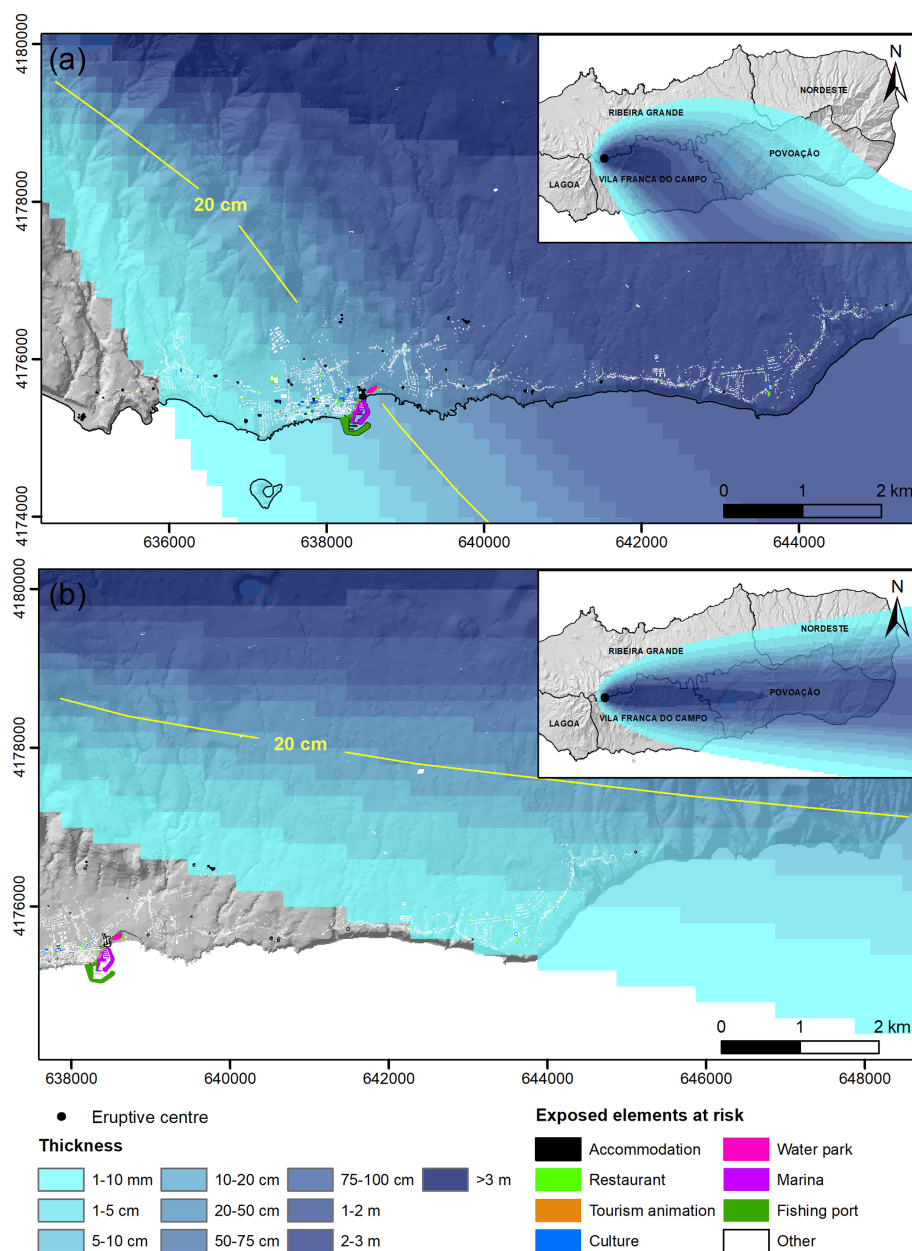 (a)
4180000
4178000
4176000
4174000
20 cm
N
NORDESTE
RIBEIRA GRANDE
POVOAÇÃO
VILA FRANCA DO CAMPO
LAGOA
0 1 2 km
636000 638000 640000 642000 644000
(b)
4180000
4178000
4176000
20 cm
N
NORDESTE
RIBEIRA GRANDE
POVOAÇÃO
VILA FRANCA DO CAMPO
LAGOA
0 1 2 km
638000 640000 642000 644000 646000 648000
Eruptive centre
Thickness
1-10 mm
1-5 cm
5-10 cm
10-20 cm
20-50 cm
50-75 cm
75-100 cm
1-2 m
2-3 m
>3 m
Exposed elements at risk
Accommodation
Restaurant
Tourism animation
Culture
Water park
Marina
Fishing port
Other